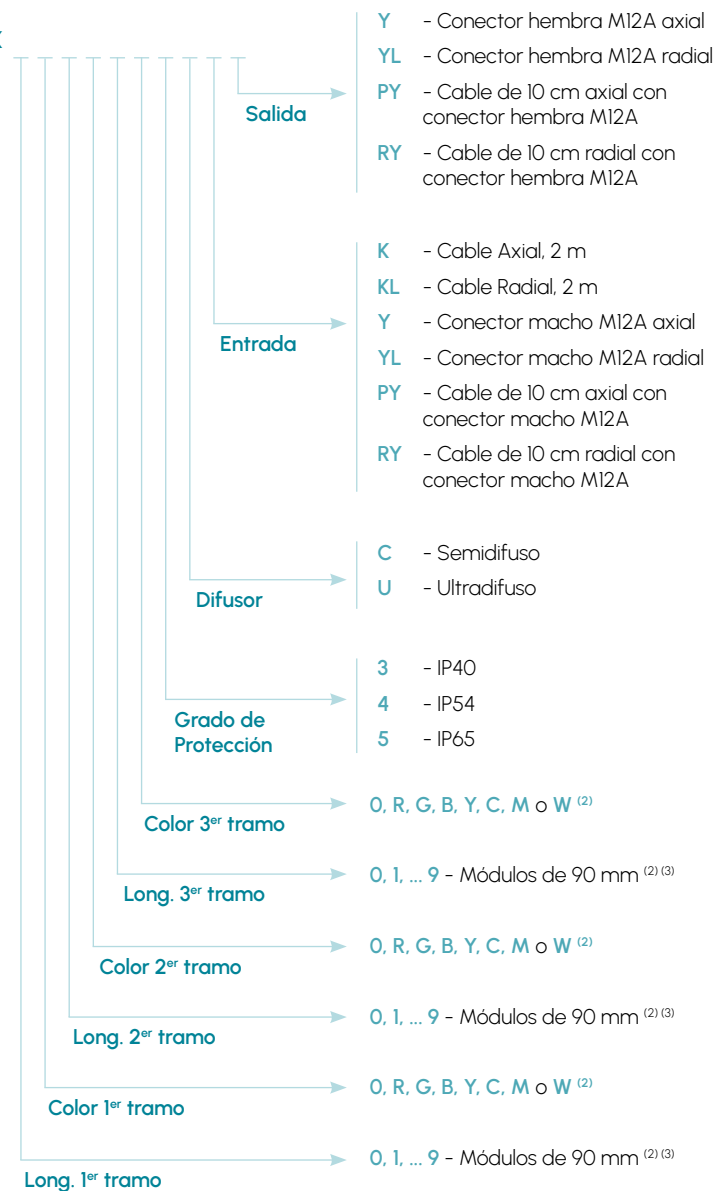 Y - Conector hembra M12A axial
YL - Conector hembra M12A radial
PY - Cable de 10 cm axial con
conector hembra M12A
RY - Cable de 10 cm radial con
conector hembra M12A
Salida
K - Cable Axial, 2 m
KL - Cable Radial, 2 m
Y - Conector macho M12A axial
YL - Conector macho M12A radial
PY - Cable de 10 cm axial con
conector macho M12A
RY - Cable de 10 cm radial con
conector macho M12A
Entrada
C - Semidifuso
U - Ultradifuso
Difusor
3 - IP40
4 - IP54
5 - IP65
Grado de
Protección
0, R, G, B, Y, C, M o W (2)
Color 3er tramo
0, 1, ... 9 - Módulos de 90 mm (2) (3)
Long. 3er tramo
0, R, G, B, Y, C, M o W (2)
Color 2er tramo
0, 1, ... 9 - Módulos de 90 mm (2) (3)
Long. 2er tramo
0, R, G, B, Y, C, M o W (2)
Color 1er tramo
0, 1, ... 9 - Módulos de 90 mm (2) (3)
Long. 1er tramo